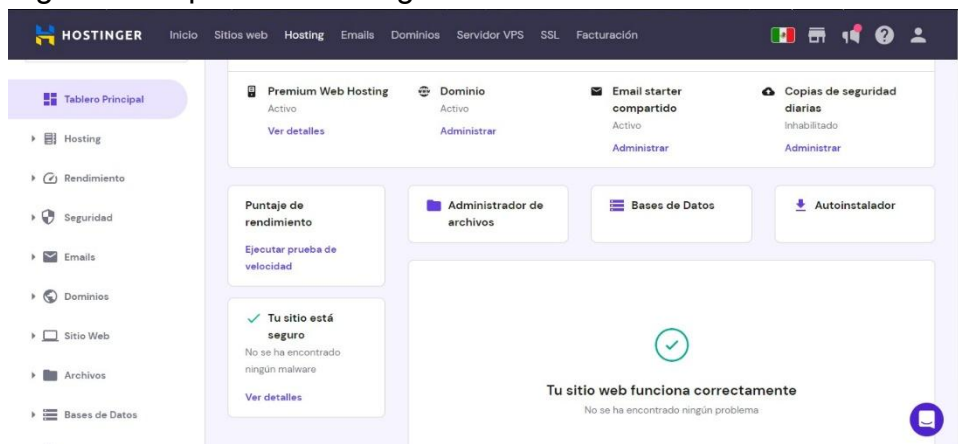 HOSTINGER Inicio Sitios web Hosting Emails Dominios Servidor VPS SSL Facturación
Tablero Principal
Hosting
Rendimiento
Seguridad
Emails
Dominios
Sitio Web
Archivos
Bases de Datos
Premium Web Hosting
Activo
Ver detalles
Dominio
Activo
Administrar
Email starter
compartido
Activo
Administrar
Copias de seguridad
diarias
Inhabilitado
Administrar
Puntaje de
rendimiento
Ejecutar prueba de
velocidad
Administrador de
archivos
Bases de Datos
Autoinstalador
Tu sitio está
seguro
No se ha encontrado
ningún malware
Ver detalles
Tu sitio web funciona correctamente
No se ha encontrado ningún problema